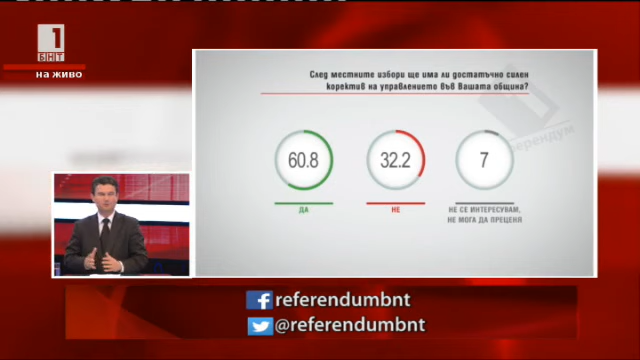 1
БНТ
на живо
След местните избори ще има ли достатъчно силен
коректив на управлението във Вашата община?
60.8
32.2
7
ДА
НЕ
НЕ СЕ ИНТЕРЕСУВАМ,
НЕ МОГА ДА ПРЕЦЕНЯ
referendumbnt
@referendumbnt